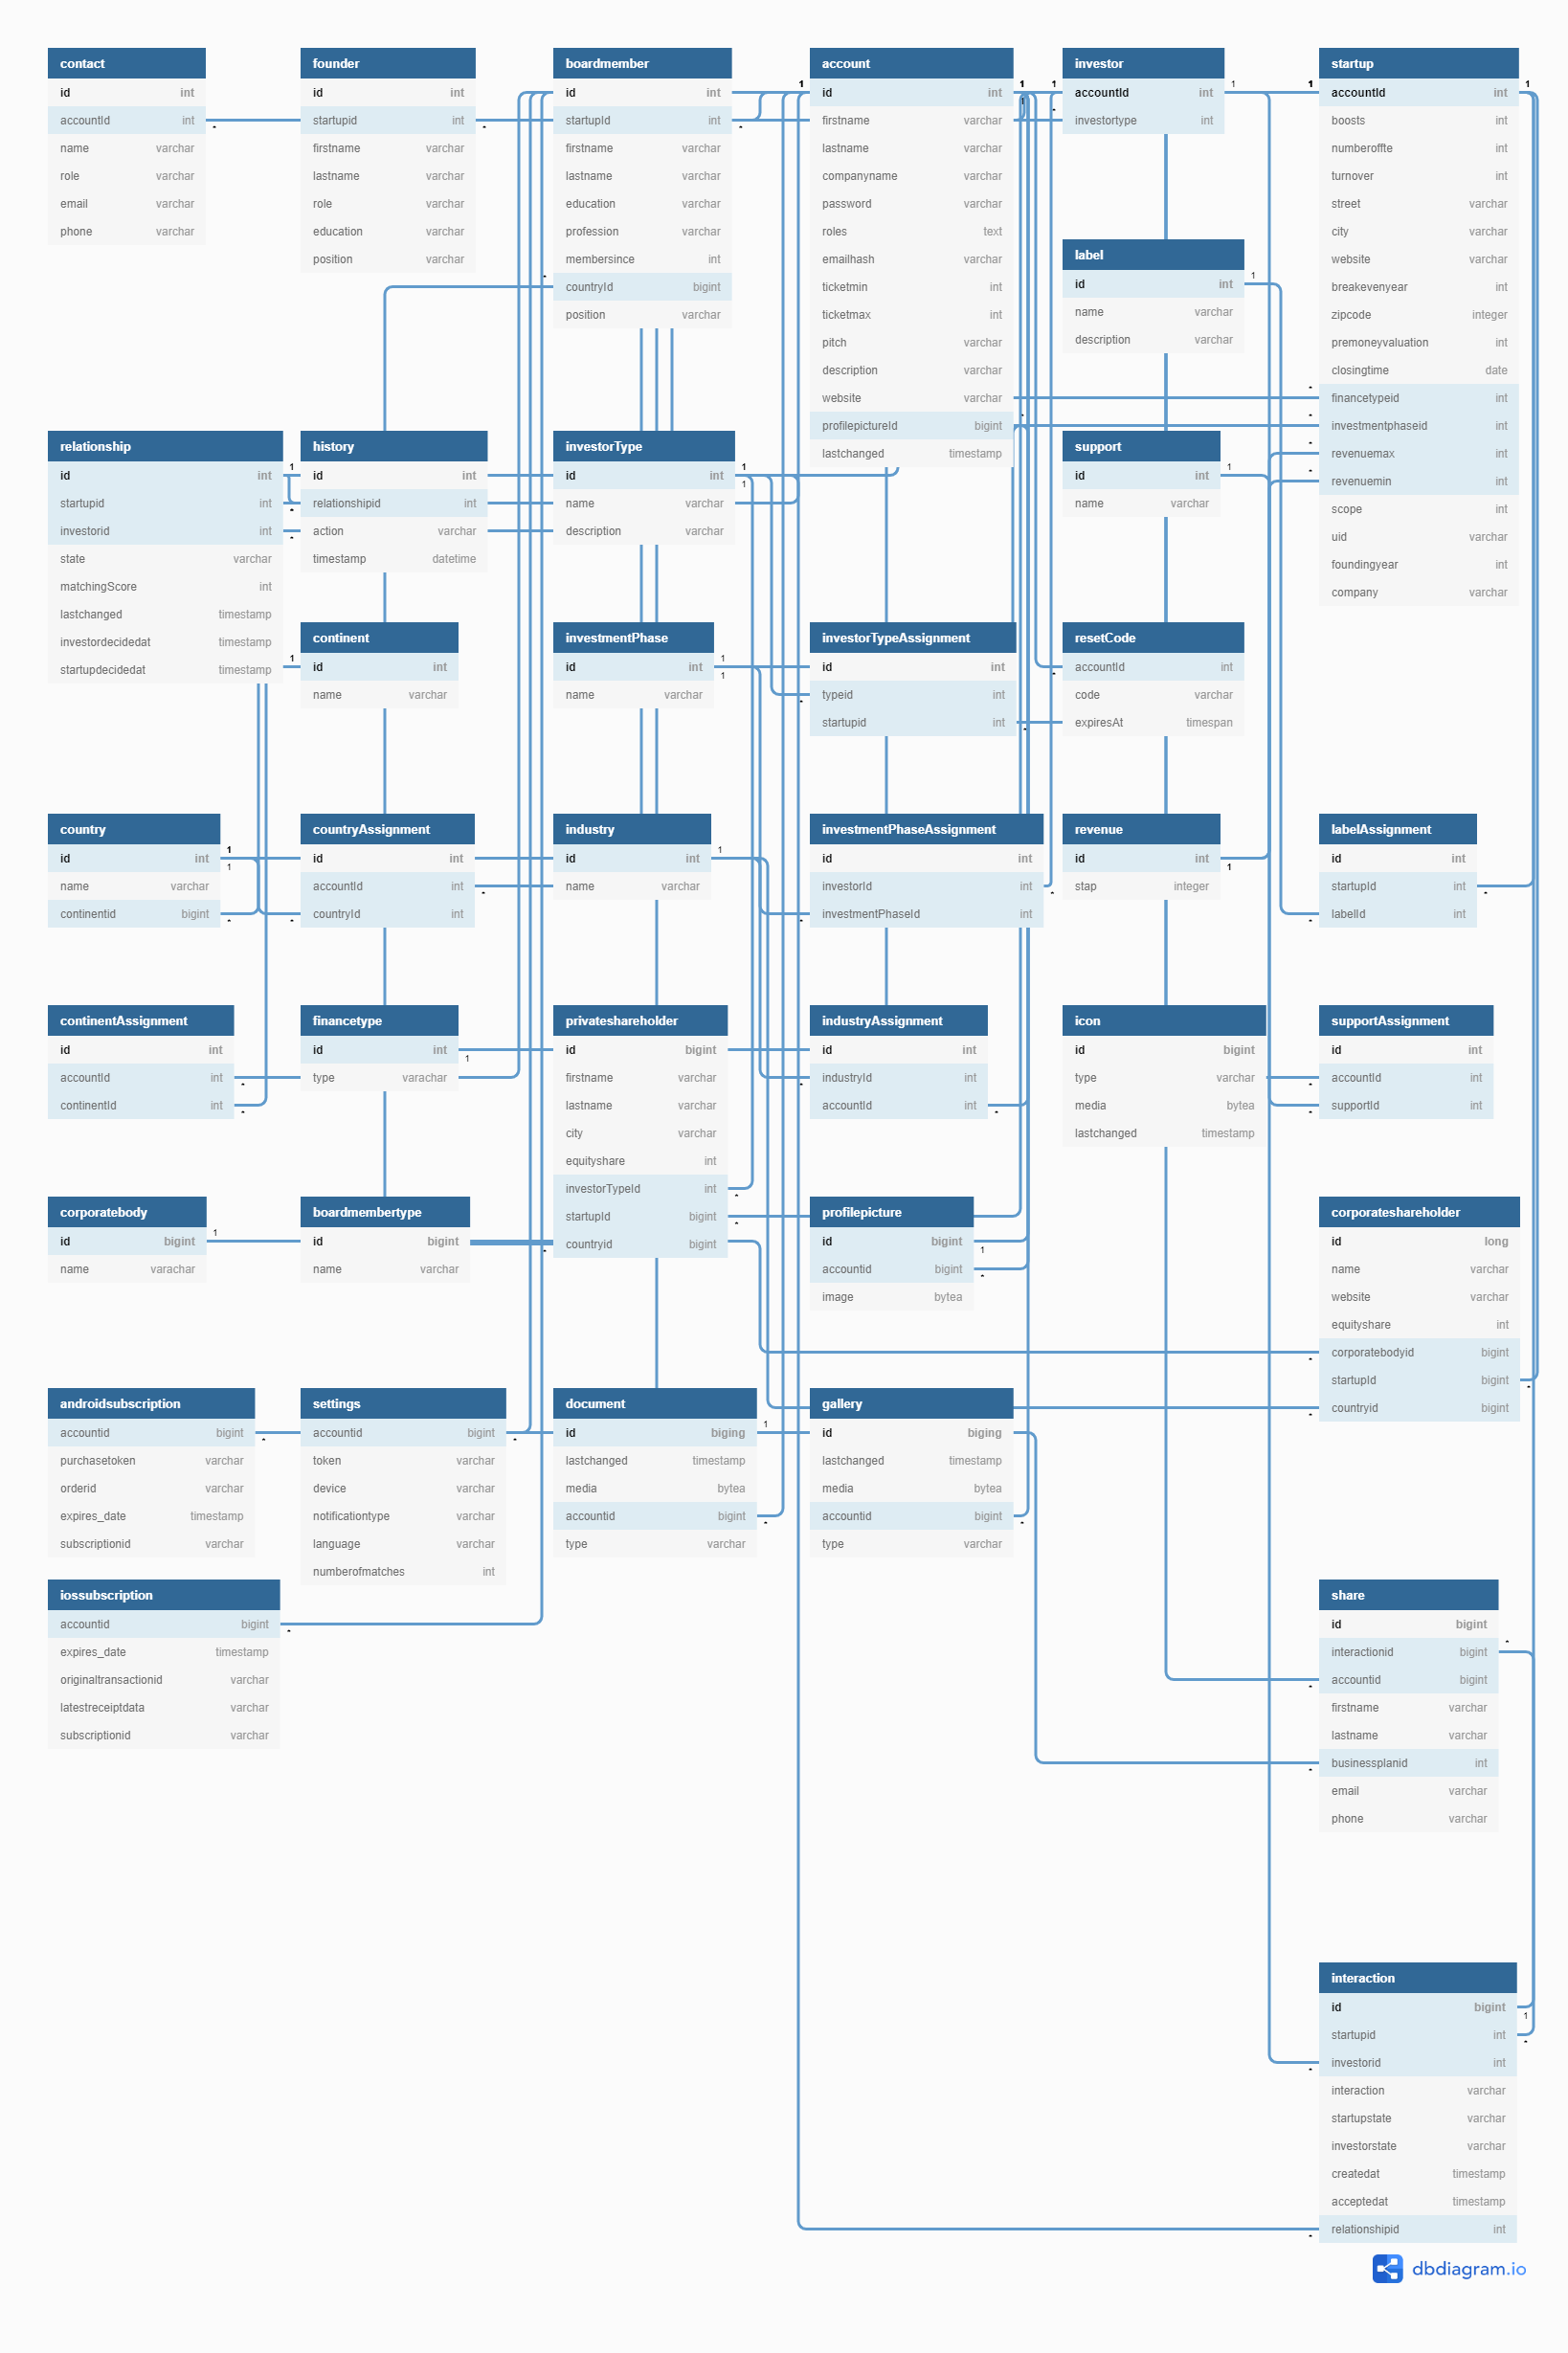 contact
id int
accountId int
name varchar
role varchar
email varchar
phone varchar
founder
id int
startupid int
firstname varchar
lastname varchar
role varchar
education varchar
position varchar
boardmember
id int
startupId int
firstname varchar
lastname varchar
education varchar
profession varchar
membersince int
countryId bigint
position varchar
account
id int
firstname varchar
lastname varchar
companyname varchar
password varchar
roles text
emailhash varchar
ticketmin int
ticketmax int
pitch varchar
description varchar
website varchar
profilepictureId bigint
lastchanged timestamp
investor
accountId int
investortype int
startup
accountId int
boosts int
numberoffte int
turnover int
street varchar
city varchar
website varchar
breakevenyear int
zipcode integer
premoneyvaluation int
closingtime date
financetypeid int
investmentphaseid int
revenuemax int
revenuemin int
scope int
uid varchar
foundingyear int
company varchar
label
id int
name varchar
description varchar
relationship
id int
startupid int
investorid int
state varchar
matchingScore int
lastchanged timestamp
investordecidedat timestamp
startupdecidedat timestamp
history
id int
relationshipid int
action varchar
timestamp datetime
investorType
id int
name varchar
description varchar
support
id int
name varchar
continent
id int
name varchar
investmentPhase
id int
name varchar
investorTypeAssignment
id int
typeid int
startupid int
resetCode
accountId int
code varchar
expiresAt timespan
country
id int
name varchar
continentid bigint
countryAssignment
id int
accountId int
countryId int
industry
id int
name varchar
investmentPhaseAssignment
id int
investorId int
investmentPhaseId int
revenue
id int
stap integer
labelAssignment
id int
startupId int
labelId int
continentAssignment
id int
accountId int
continentId int
financetype
id int
type varachar
privateshareholder
id bigint
firstname varchar
lastname varchar
city varchar
equityshare int
investorTypeId int
startupId bigint
countryid bigint
industryAssignment
id int
industryId int
accountId int
icon
id bigint
type varchar
media bytea
lastchanged timestamp
supportAssignment
id int
accountId int
supportId int
corporatebody
id bigint
name varachar
boardmembertype
id bigint
name varchar
profilepicture
id bigint
accountid bigint
image bytea
corporateshareholder
id long
name varchar
website varchar
equityshare int
corporatebodyid bigint
startupId bigint
countryid bigint
androidsubscription
accountid bigint
purchasetoken varchar
orderid varchar
expires_date timestamp
subscriptionid varchar
settings
accountid bigint
token varchar
device varchar
notificationtype varchar
language varchar
numberofmatches int
document
id biging
lastchanged timestamp
media bytea
accountid bigint
type varchar
gallery
id biging
lastchanged timestamp
media bytea
accountid bigint
type varchar
iossubscription
accountid bigint
expires_date timestamp
originaltransactionid varchar
latestreceiptdata varchar
subscriptionid varchar
share
id bigint
interactionid bigint
accountid bigint
firstname varchar
lastname varchar
businessplanid int
email varchar
phone varchar
interaction
id bigint
startupid int
investorid int
interaction varchar
startupstate varchar
investorstate varchar
createdat timestamp
acceptedat timestamp
relationshipid int
dbdiagram.io